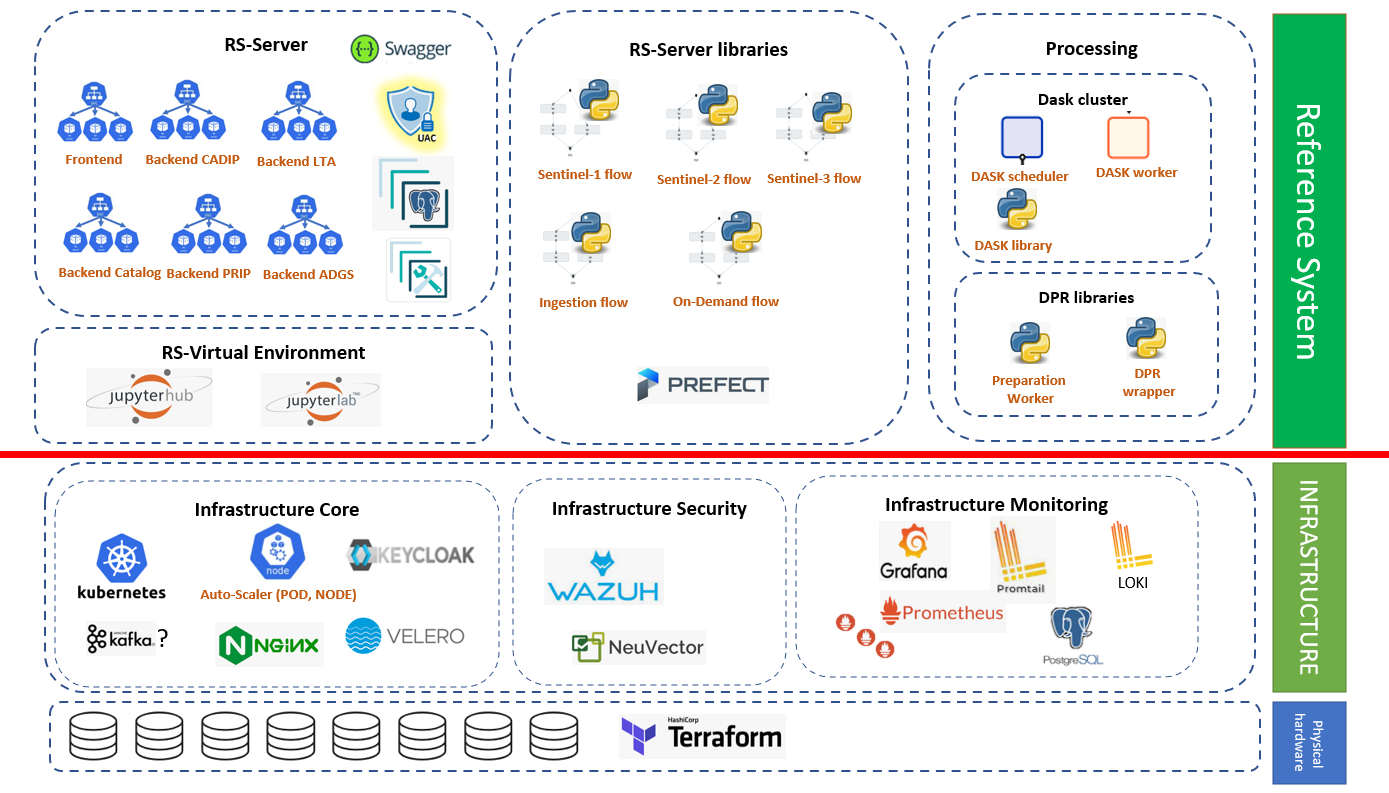 RS-Server
Swagger
UAC
Frontend
Backend CADIP
Backend LTA
Backend Catalog
Backend PRIP
Backend ADGS
RS-Virtual Environment
jupyterhub
jupyterlab™
RS-Server libraries
Sentinel-1 flow
Sentinel-2 flow
Sentinel-3 flow
Ingestion flow
On-Demand flow
PREFECT
Processing
Dask cluster
DASK scheduler
DASK worker
DASK library
DPR libraries
Preparation
Worker
DPR
wrapper
Reference System
Infrastructure Core
kubernetes
node
Auto-Scaler (POD, NODE)
KEYCLOAK
kafka
?
NGINX
VELERO
Infrastructure Security
WAZUH
NeuVector
Infrastructure Monitoring
Grafana
Promtail
LOKI
Prometheus
PostgreSQL
INFRASTRUCTURE
HashiCorp
Terraform
Physical
hardware